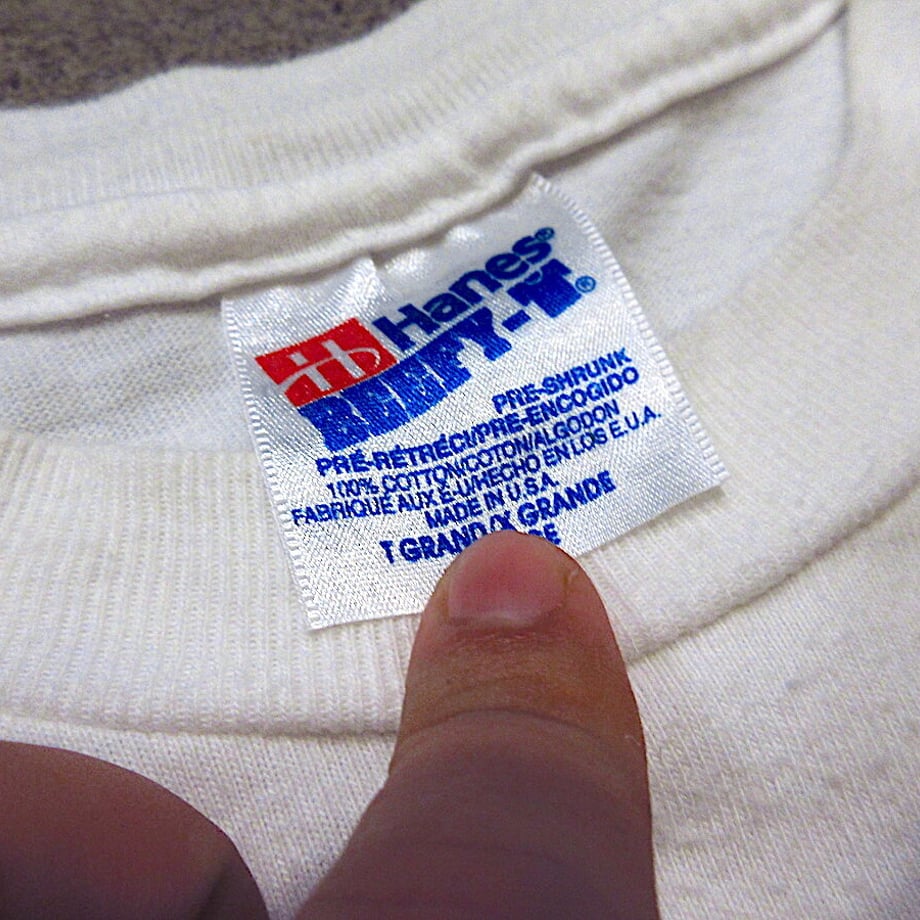 Hanes®
BEEFY-T®
PRE-SHRUNK
PRÉ-RÉTRÉCI/PRE-ENCOGIDO
100% COTTON/COTON/ALGODON
FABRIQUÉ AUX É.-U/HECHO EN LOS E.U.A.
MADE IN U.S.A.
T GRAND/X GRANDE